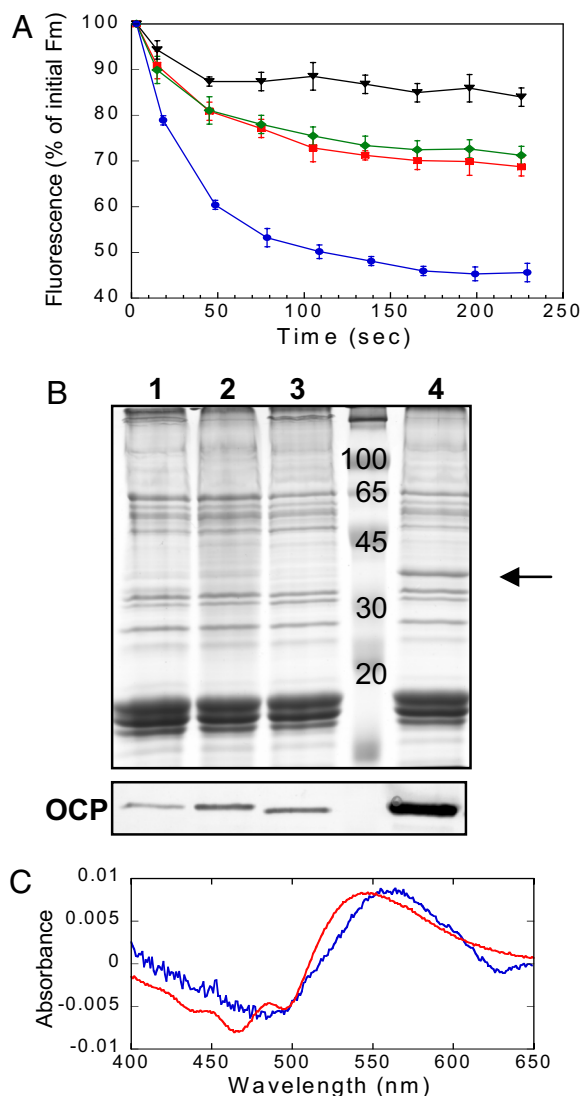 A
Fluorescence (% of initial Fm)
100
90
80
70
60
50
40
0 50 100 150 200 250
Time (sec)
B
1 2 3 4
100
65
45
30
20
OCP
C
Absorbance
0.01
0.005
0
-0.005
-0.01
400 450 500 550 600 650
Wavelength (nm)